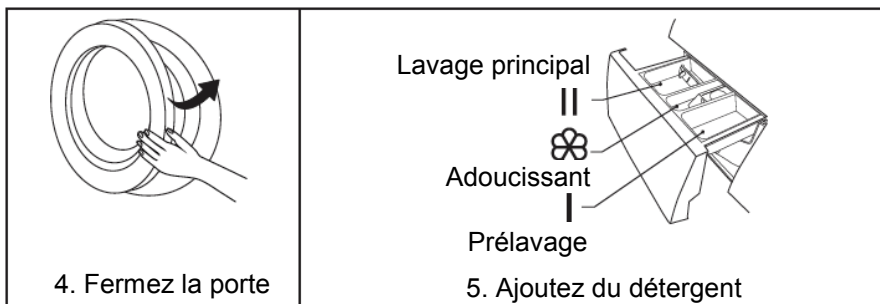 4. Fermez la porte
Lavage principal
II
Adoucissant
I
Prélavage
5. Ajoutez du détergent